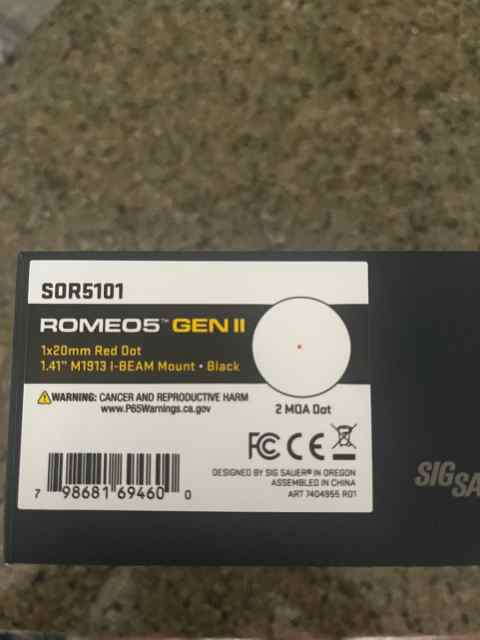 SOR5101
ROMEO5™ GEN II
1x20mm Red Dot
1.41" M1913 I-BEAM Mount • Black
WARNING: CANCER AND REPRODUCTIVE HARM
www.P65Warnings.ca.gov
2 MOA Dot
FC CE
DESIGNED BY SIG SAUER® IN OREGON
ASSEMBLED IN CHINA
ART 7404955 R01
7 98681 69460 0
SIG SA